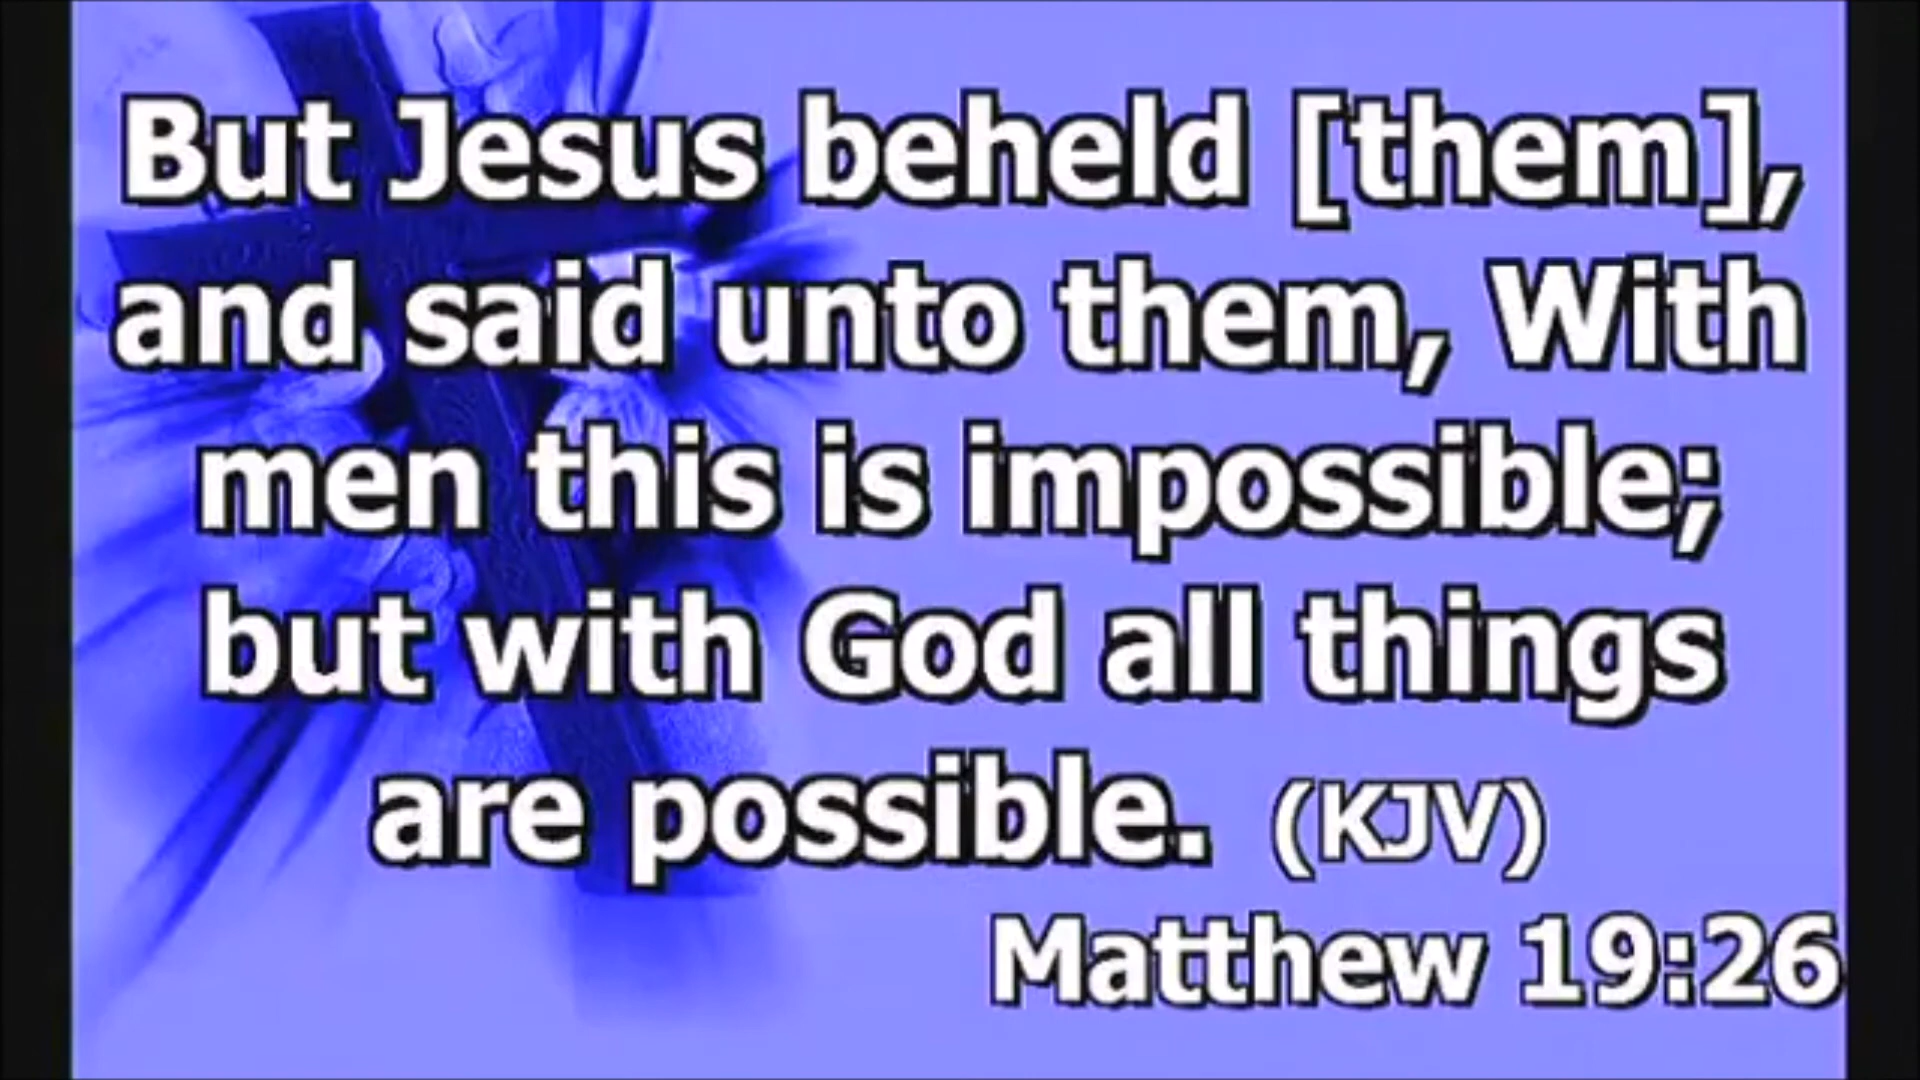 But Jesus beheld [them],
and said unto them, With
men this is impossible;
but with God all things
are possible. (KJV)
Matthew 19:26